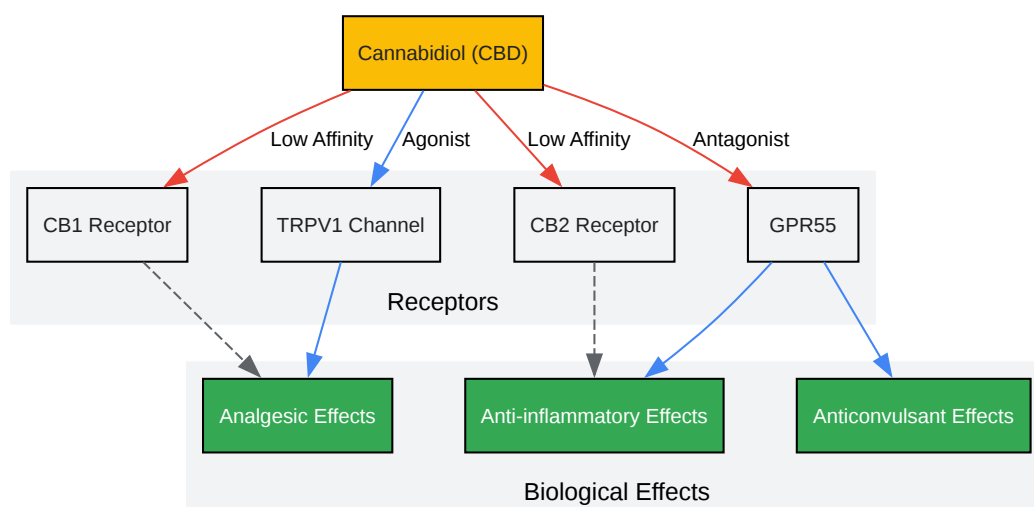 Cannabidiol (CBD)
Low Affinity
Agonist
Low Affinity
Antagonist
CB1 Receptor
TRPV1 Channel
CB2 Receptor
GPR55
Receptors
Analgesic Effects
Anti-inflammatory Effects
Anticonvulsant Effects
Biological Effects